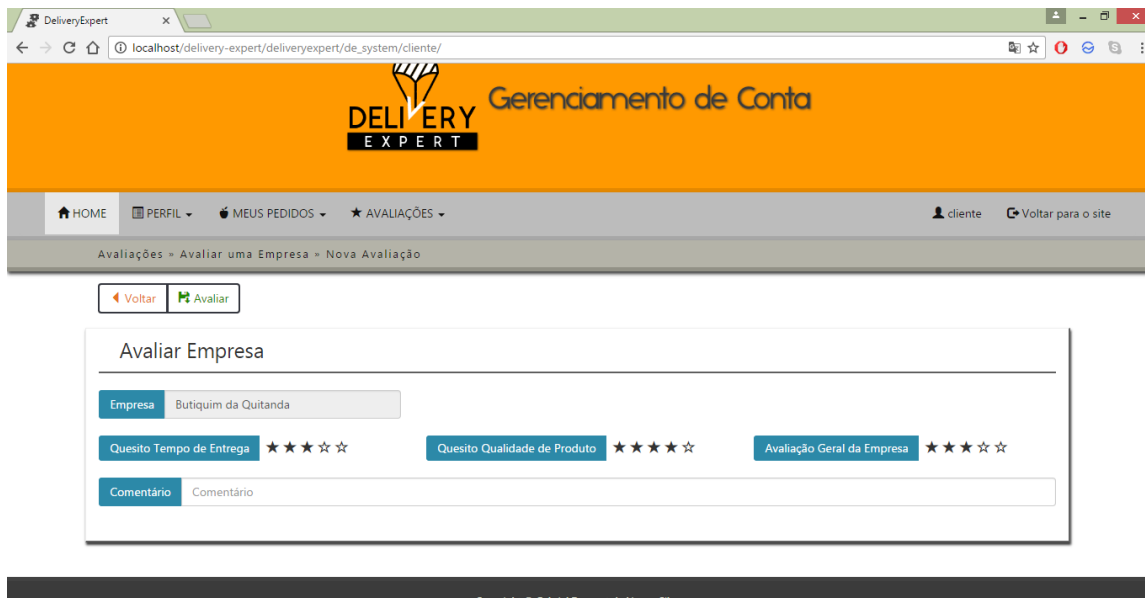 DeliveryExpert
localhost/delivery-expert/deliveryexpert/de_system/cliente/
DELIVERY
EXPERT
Gerenciamento de Conta
HOME PERFIL MEUS PEDIDOS AVALIAÇÕES cliente Voltar para o site
Avaliações » Avaliar uma Empresa » Nova Avaliação
Voltar Avaliar
Avaliar Empresa
Empresa Butiquim da Quitanda
Quesito Tempo de Entrega Quesito Qualidade de Produto Avaliação Geral da Empresa
Comentário Comentário